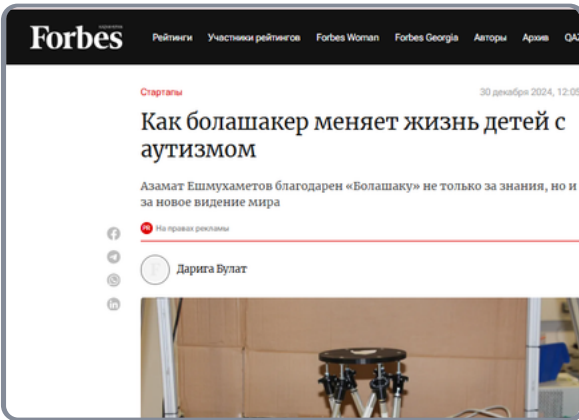 Forbes
Рейтинги Участники рейтингов Forbes Woman Forbes Georgia Авторы Архив QAZ
Стартапы 30 декабря 2024, 12:05
Как болашакер меняет жизнь детей с
аутизмом
Азамат Ешмухаметов благодарен «Болашаку» не только за знания, но и
за новое видение мира
PR На правах рекламы
Дарига Булат